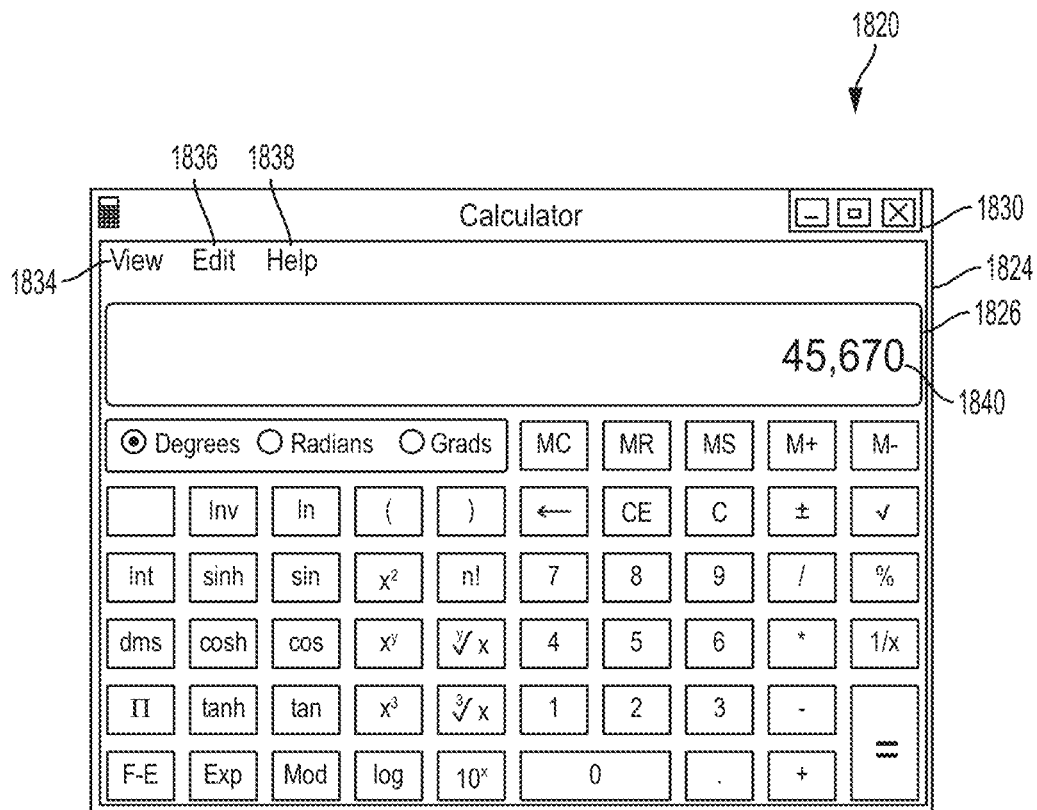 1820
1836 1838
Calculator
1830
View Edit Help
1834
1824
1826
45,670
1840
Degrees Radians Grads MC MR MS M+ M-
Inv ln ( ) ← CE C ± √
Int sinh sin x² n! 7 8 9 / %
dms cosh cos xʸ ʸ√x 4 5 6 * 1/x
Π tanh tan x³ ³√x 1 2 3 - =
F-E Exp Mod log 10ˣ 0 . +